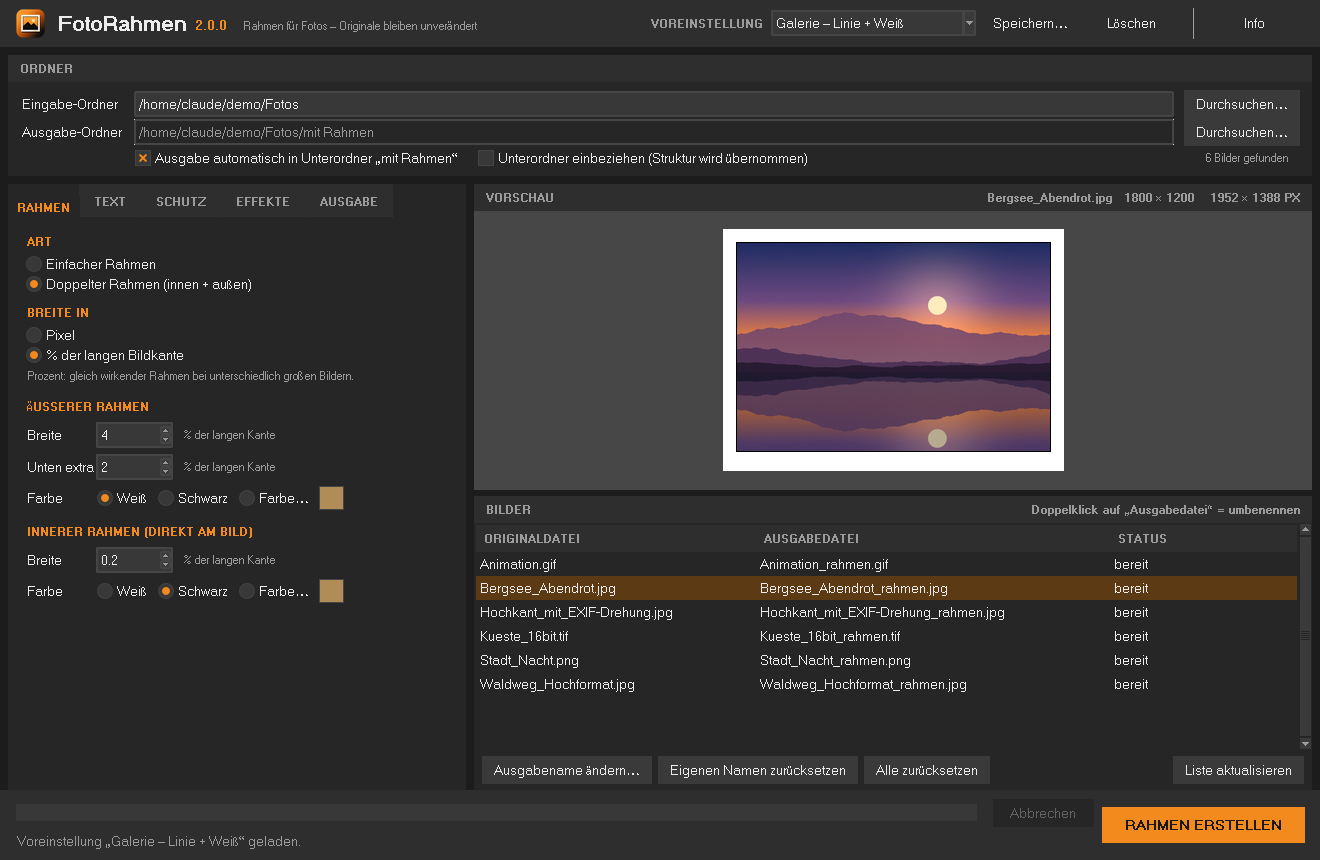 FotoRahmen 2.0.0 Rahmen für Fotos – Originale bleiben unverändert VOREINSTELLUNG Galerie – Linie + Weiß Speichern... Löschen Info
ORDNER
Eingabe-Ordner /home/claude/demo/Fotos Durchsuchen...
Ausgabe-Ordner /home/claude/demo/Fotos/mit Rahmen Durchsuchen...
Ausgabe automatisch in Unterordner „mit Rahmen“ Unterordner einbeziehen (Struktur wird übernommen) 6 Bilder gefunden
RAHMEN TEXT SCHUTZ EFFEKTE AUSGABE
ART
Einfacher Rahmen
Doppelter Rahmen (innen + außen)
BREITE IN
Pixel
% der langen Bildkante
Prozent: gleich wirkender Rahmen bei unterschiedlich großen Bildern.
ÄUSSERER RAHMEN
Breite 4 % der langen Kante
Unten extra 2 % der langen Kante
Farbe Weiß Schwarz Farbe...
INNERER RAHMEN (DIREKT AM BILD)
Breite 0.2 % der langen Kante
Farbe Weiß Schwarz Farbe...
VORSCHAU Bergsee_Abendrot.jpg 1800 × 1200 1952 × 1388 PX
BILDER Doppelklick auf „Ausgabedatei“ = umbenennen
ORIGINALDATEI AUSGABEDATEI STATUS
Animation.gif Animation_rahmen.gif bereit
Bergsee_Abendrot.jpg Bergsee_Abendrot_rahmen.jpg bereit
Hochkant_mit_EXIF-Drehung.jpg Hochkant_mit_EXIF-Drehung_rahmen.jpg bereit
Kueste_16bit.tif Kueste_16bit_rahmen.tif bereit
Stadt_Nacht.png Stadt_Nacht_rahmen.png bereit
Waldweg_Hochformat.jpg Waldweg_Hochformat_rahmen.jpg bereit
Ausgabename ändern... Eigenen Namen zurücksetzen Alle zurücksetzen Liste aktualisieren
Abbrechen RAHMEN ERSTELLEN
Voreinstellung „Galerie – Linie + Weiß“ geladen.